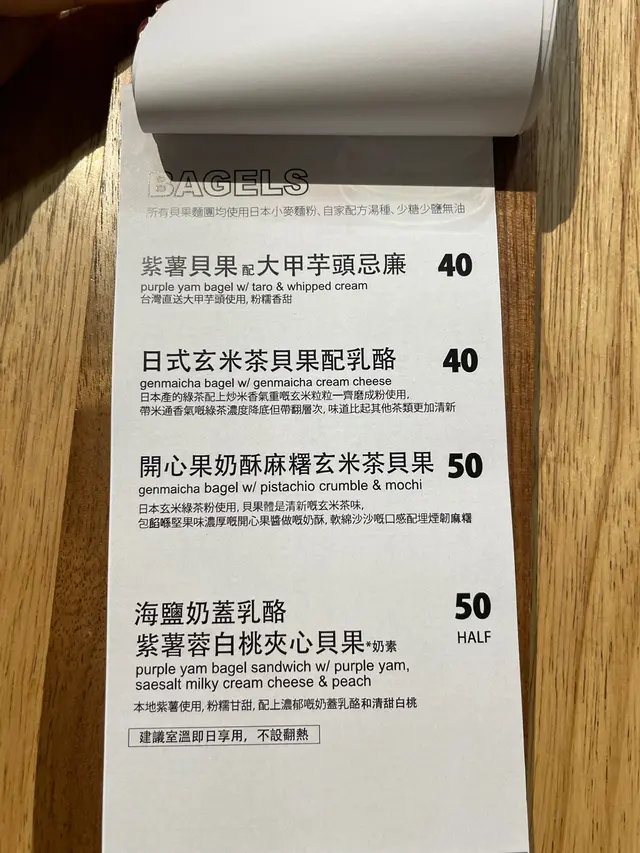 BAGELS
所有貝果麵團均使用日本小麥麵粉、自家配方湯種、少糖少鹽無油
紫薯貝果配大甲芋頭忌廉 40
purple yam bagel w/ taro & whipped cream
台灣直送大甲芋頭使用, 粉糯香甜
日式玄米茶貝果配乳酪 40
genmaicha bagel w/ genmaicha cream cheese
日本產的綠茶配上炒米香氣重嘅玄米粒粒一齊磨成粉使用,
帶米通香氣嘅綠茶濃度降底但帶翻層次, 味道比起其他茶類更加清新
開心果奶酥麻糬玄米茶貝果 50
genmaicha bagel w/ pistachio crumble & mochi
日本玄米綠茶粉使用, 貝果體是清新嘅玄米茶味,
包餡喺堅果味濃厚嘅開心果醬做嘅奶酥, 軟綿沙沙嘅口感配埋煙韌麻糬
海鹽奶蓋乳酪 50
紫薯蓉白桃夾心貝果*奶素 HALF
purple yam bagel sandwich w/ purple yam,
saesalt milky cream cheese & peach
本地紫薯使用, 粉糯甘甜, 配上濃郁嘅奶蓋乳酪和清甜白桃
建議室溫即日享用, 不設翻熱